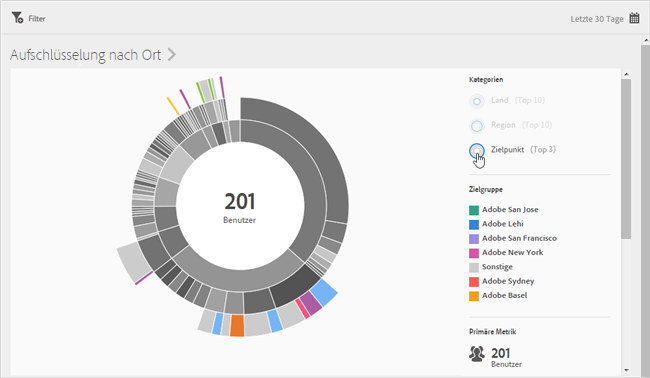 Filter
Letzte 30 Tage
Aufschlüsselung nach Ort
201
Benutzer
Kategorien
Land (Top 10)
Region (Top 10)
Zielpunkt (Top 3)
Zielgruppe
Adobe San Jose
Adobe Lehi
Adobe San Francisco
Adobe New York
Sonstige
Adobe Sydney
Adobe Basel
Primäre Metrik
201
Benutzer